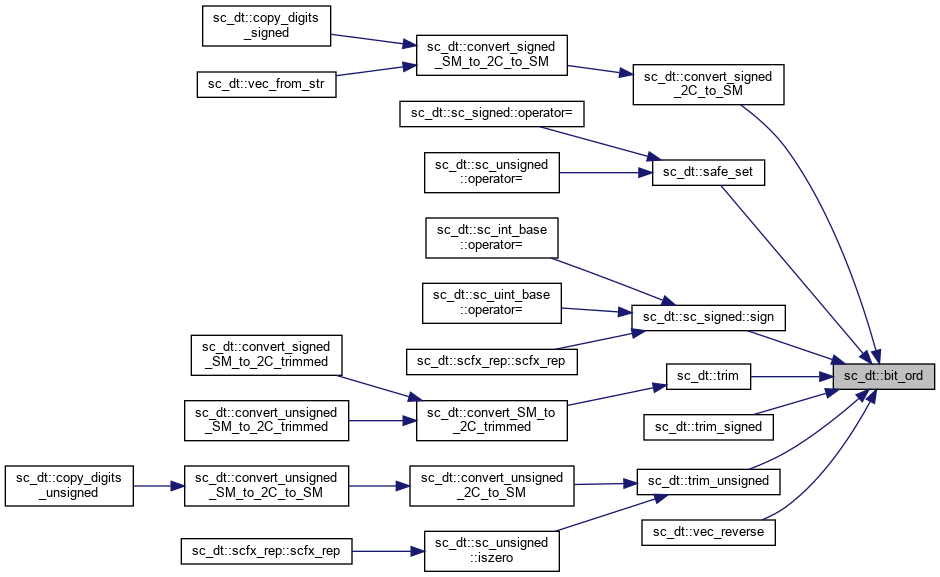 sc_dt::copy_digits
_signed
sc_dt::vec_from_str
sc_dt::convert_signed
_SM_to_2C_to_SM
sc_dt::convert_signed
_2C_to_SM
sc_dt::sc_signed::operator=
sc_dt::sc_unsigned
::operator=
sc_dt::safe_set
sc_dt::sc_int_base
::operator=
sc_dt::sc_uint_base
::operator=
sc_dt::sc_signed::sign
sc_dt::scfx_rep::scfx_rep
sc_dt::convert_signed
_SM_to_2C_trimmed
sc_dt::trim
sc_dt::bit_ord
sc_dt::convert_unsigned
_SM_to_2C_trimmed
sc_dt::convert_SM_to
_2C_trimmed
sc_dt::trim_signed
sc_dt::copy_digits
_unsigned
sc_dt::convert_unsigned
_SM_to_2C_to_SM
sc_dt::convert_unsigned
_2C_to_SM
sc_dt::trim_unsigned
sc_dt::vec_reverse
sc_dt::scfx_rep::scfx_rep
sc_dt::sc_unsigned
::iszero